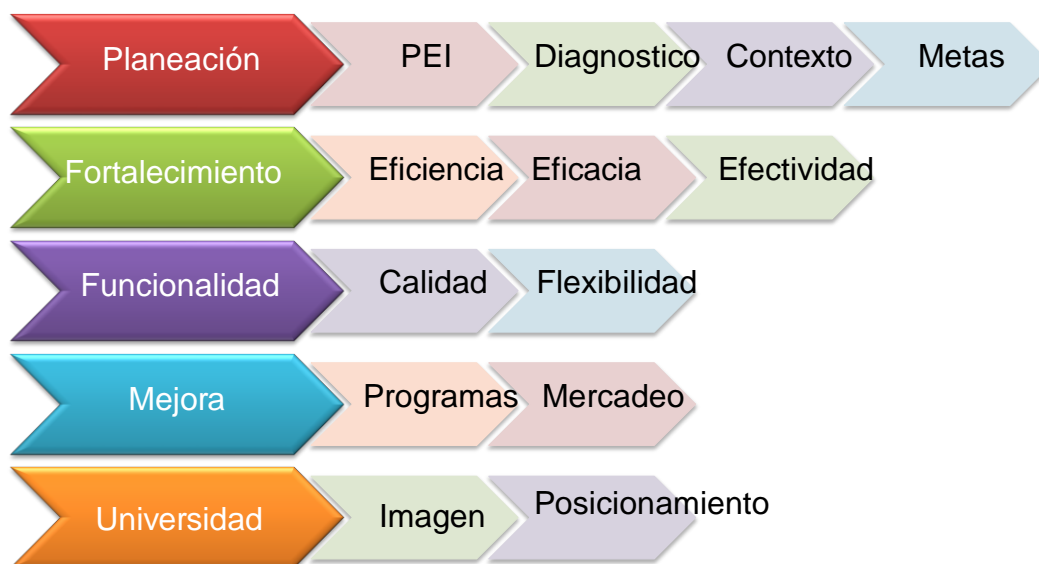 Planeación PEI Diagnostico Contexto Metas
Fortalecimiento Eficiencia Eficacia Efectividad
Funcionalidad Calidad Flexibilidad
Mejora Programas Mercadeo
Universidad Imagen Posicionamiento